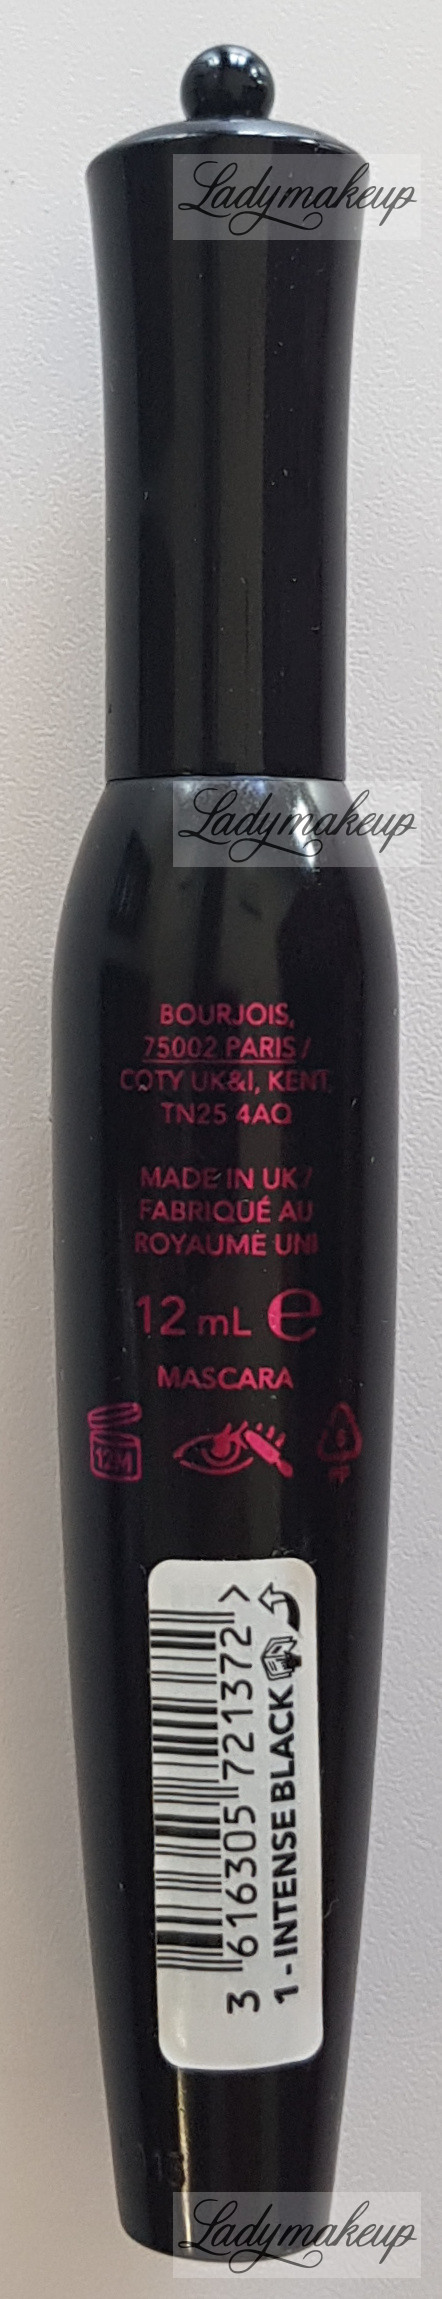 Ladymakeup
Ladymakeup
BOURJOIS,
75002 PARIS /
COTY UK&I, KENT,
TN25 4AQ
MADE IN UK /
FABRIQUÉ AU
ROYAUME UNI
12 mL ℮
MASCARA
12M
3 616305 721372 >
1 - INTENSE BLACK
Ladymakeup